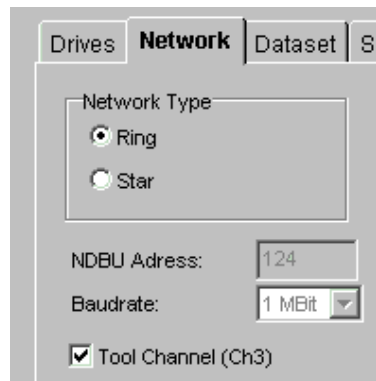 Drives Network Dataset S
Network Type
Ring
Star
NDBU Adress: 124
Baudrate: 1 MBit
Tool Channel (Ch3)